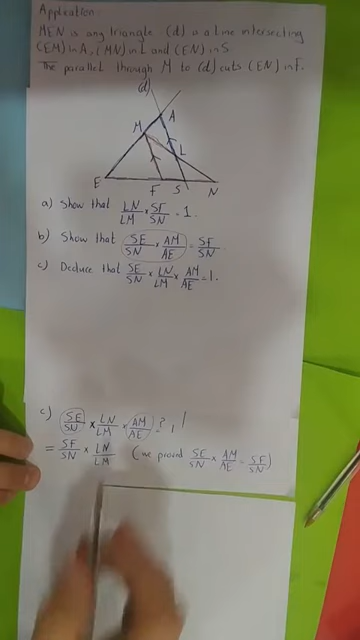 Application:
MEN is any triangle. (d) is a line intersecting
(EM) in A, (MN) in L and (EN) in S.
The parallel through M to (d) cuts (EN) in F.
(d)
A
M
L
E F S N
a) Show that LN/LM × SF/SN = 1.
b) Show that SE/SN × AM/AE = SF/SN.
c) Deduce that SE/SN × LN/LM × AM/AE = 1.
c) SE/SN × LN/LM × AM/AE = ? 1
= SF/SN × LN/LM (we proved SE/SN × AM/AE = SF/SN)